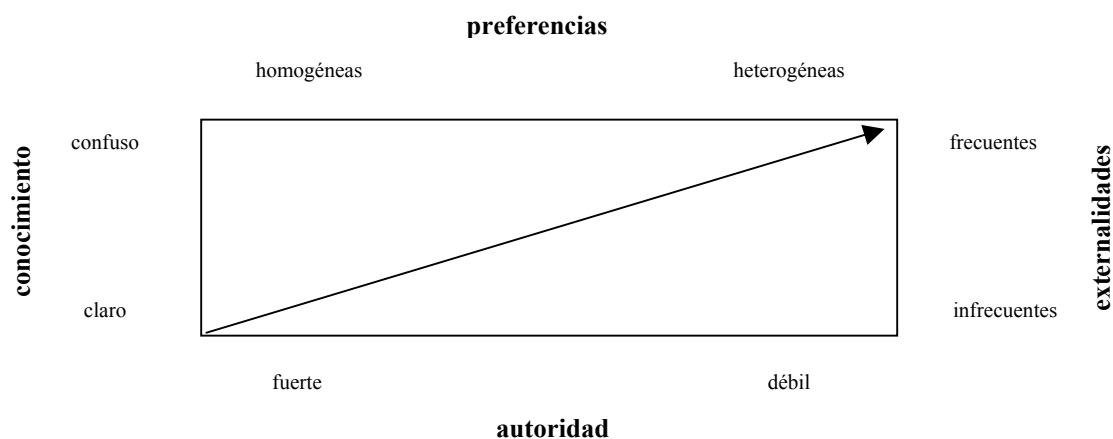 preferencias
homogéneas heterogéneas
confuso frecuentes
conocimiento
externalidades
claro infrecuentes
fuerte débil
autoridad